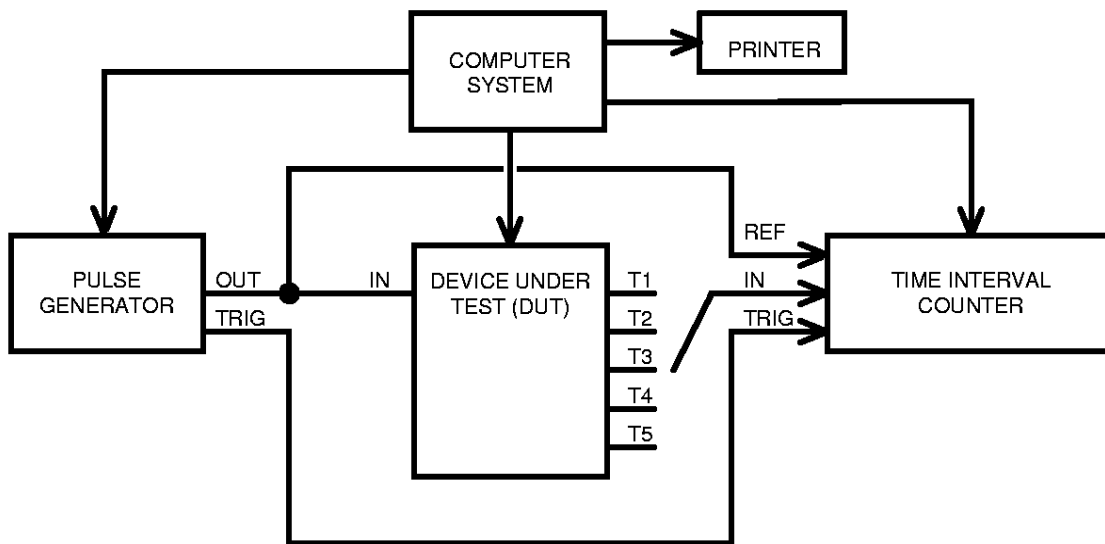 COMPUTER
SYSTEM
PRINTER
PULSE
GENERATOR
OUT
TRIG
IN
DEVICE UNDER
TEST (DUT)
T1
T2
T3
T4
T5
REF
IN
TRIG
TIME INTERVAL
COUNTER